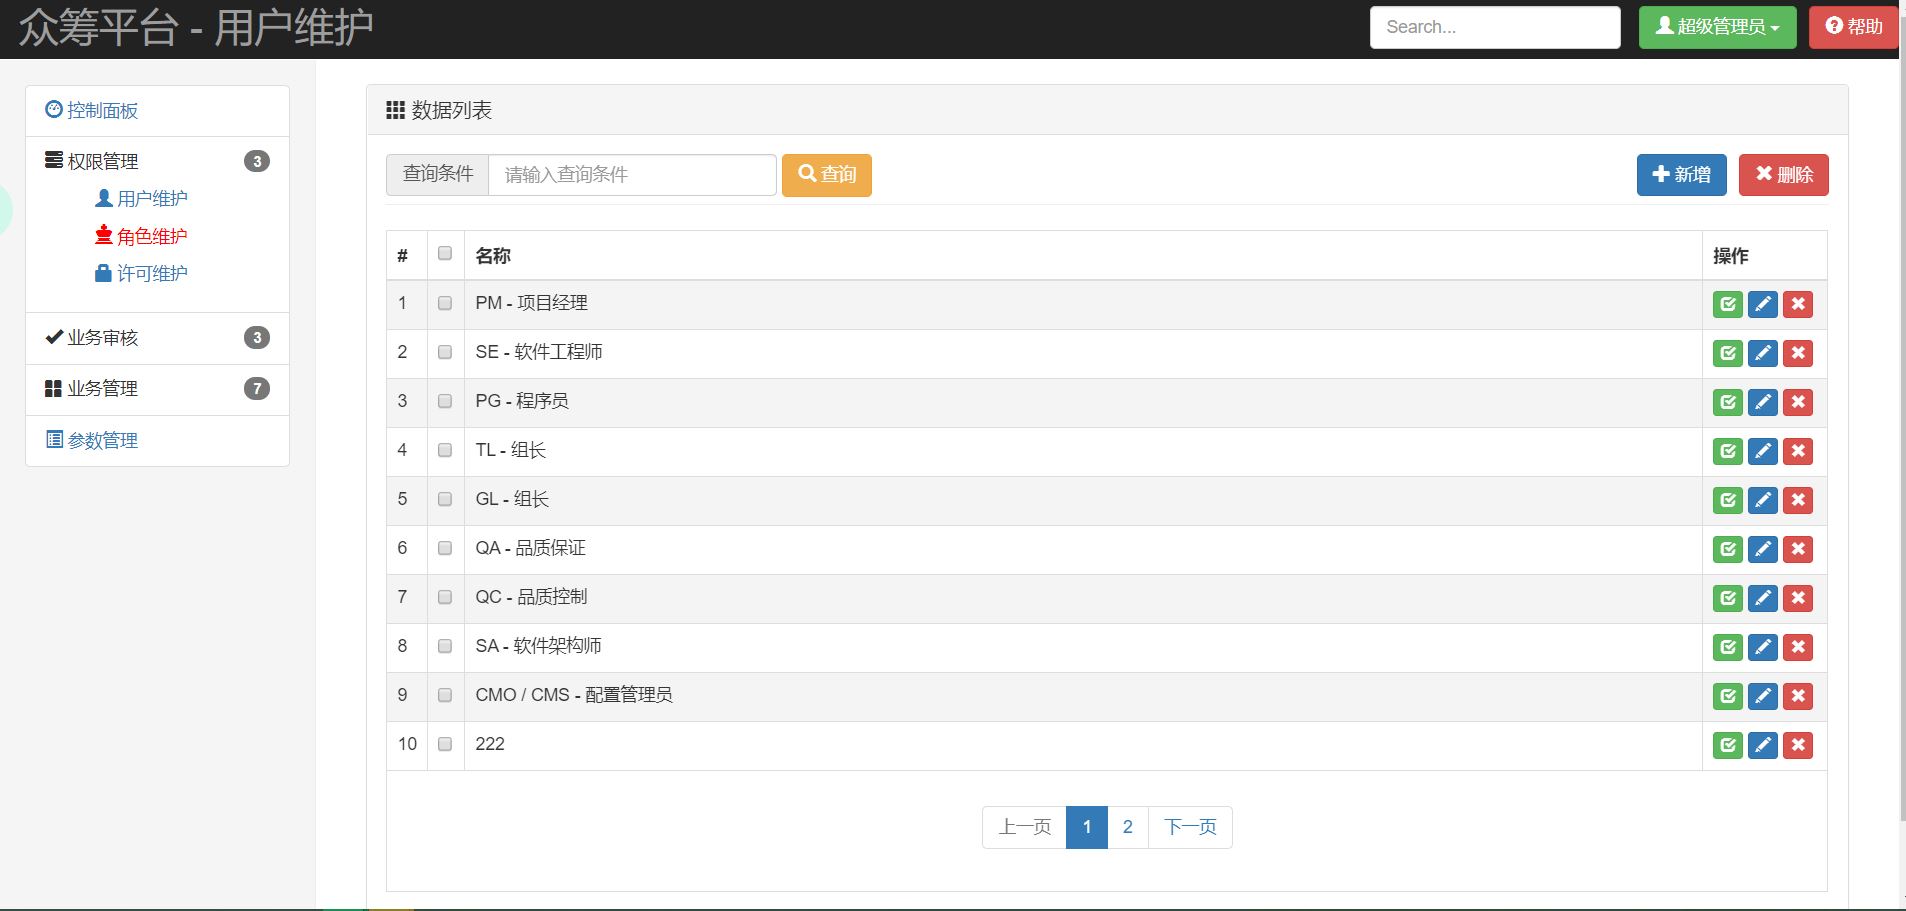 众筹平台 - 用户维护
Search...
超级管理员
帮助
控制面板
权限管理 3
用户维护
角色维护
许可维护
业务审核 3
业务管理 7
参数管理
数据列表
查询条件 请输入查询条件 查询 新增 删除
# 名称 操作
1 PM - 项目经理
2 SE - 软件工程师
3 PG - 程序员
4 TL - 组长
5 GL - 组长
6 QA - 品质保证
7 QC - 品质控制
8 SA - 软件架构师
9 CMO / CMS - 配置管理员
10 222
上一页 1 2 下一页